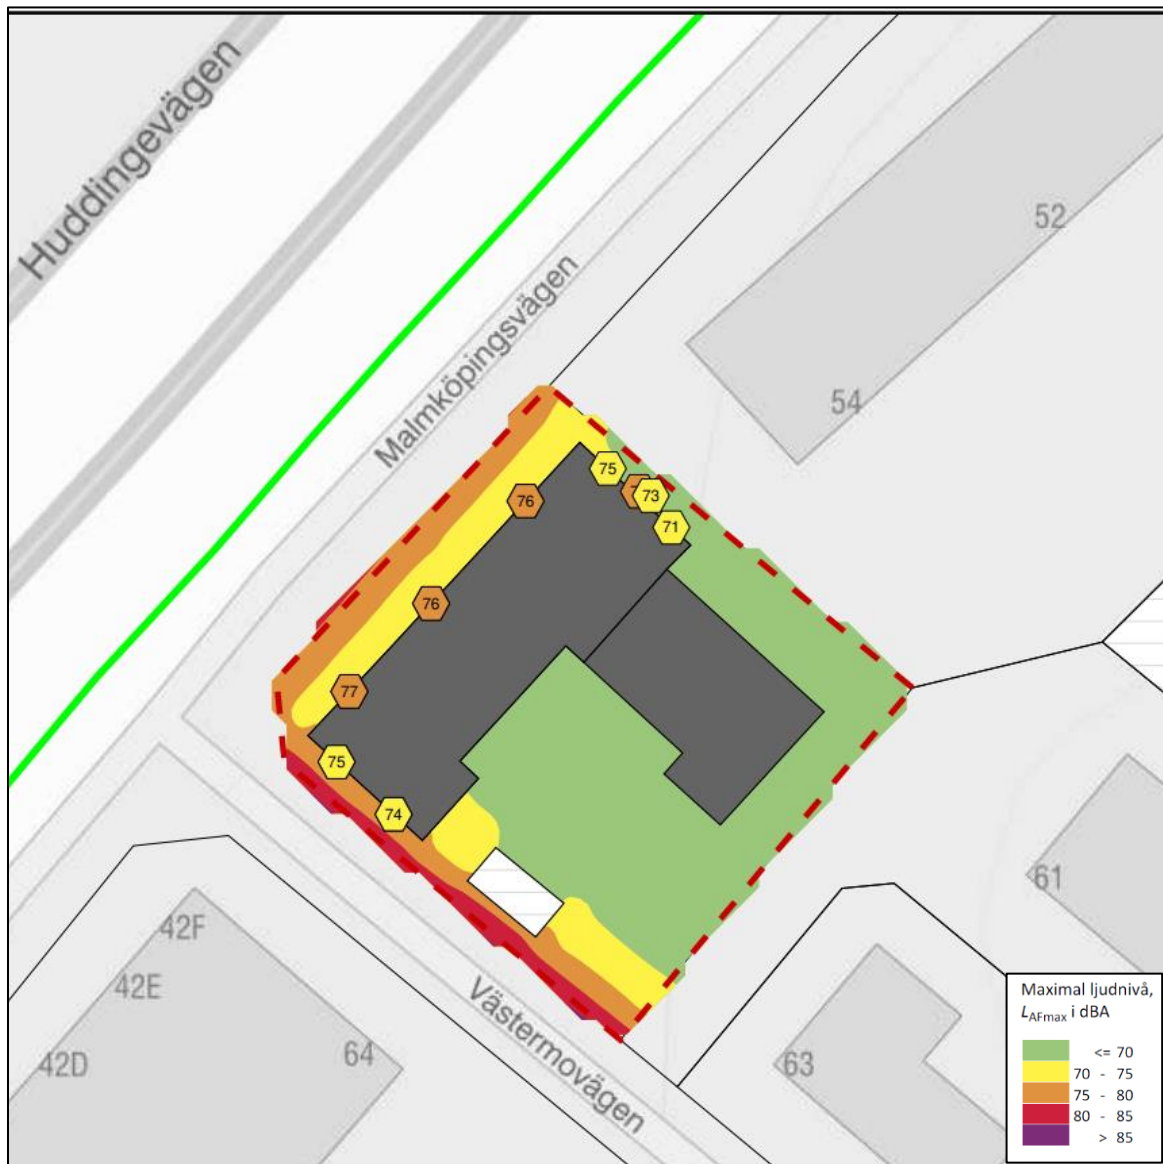 Huddingevägen
Malmköpingsvägen
52
54
75
73
71
76
76
77
75
74
61
42F
42E
42D
64
63
Västermovägen
Maximal ljudnivå,
LAFmax i dBA
<= 70
70 - 75
75 - 80
80 - 85
> 85